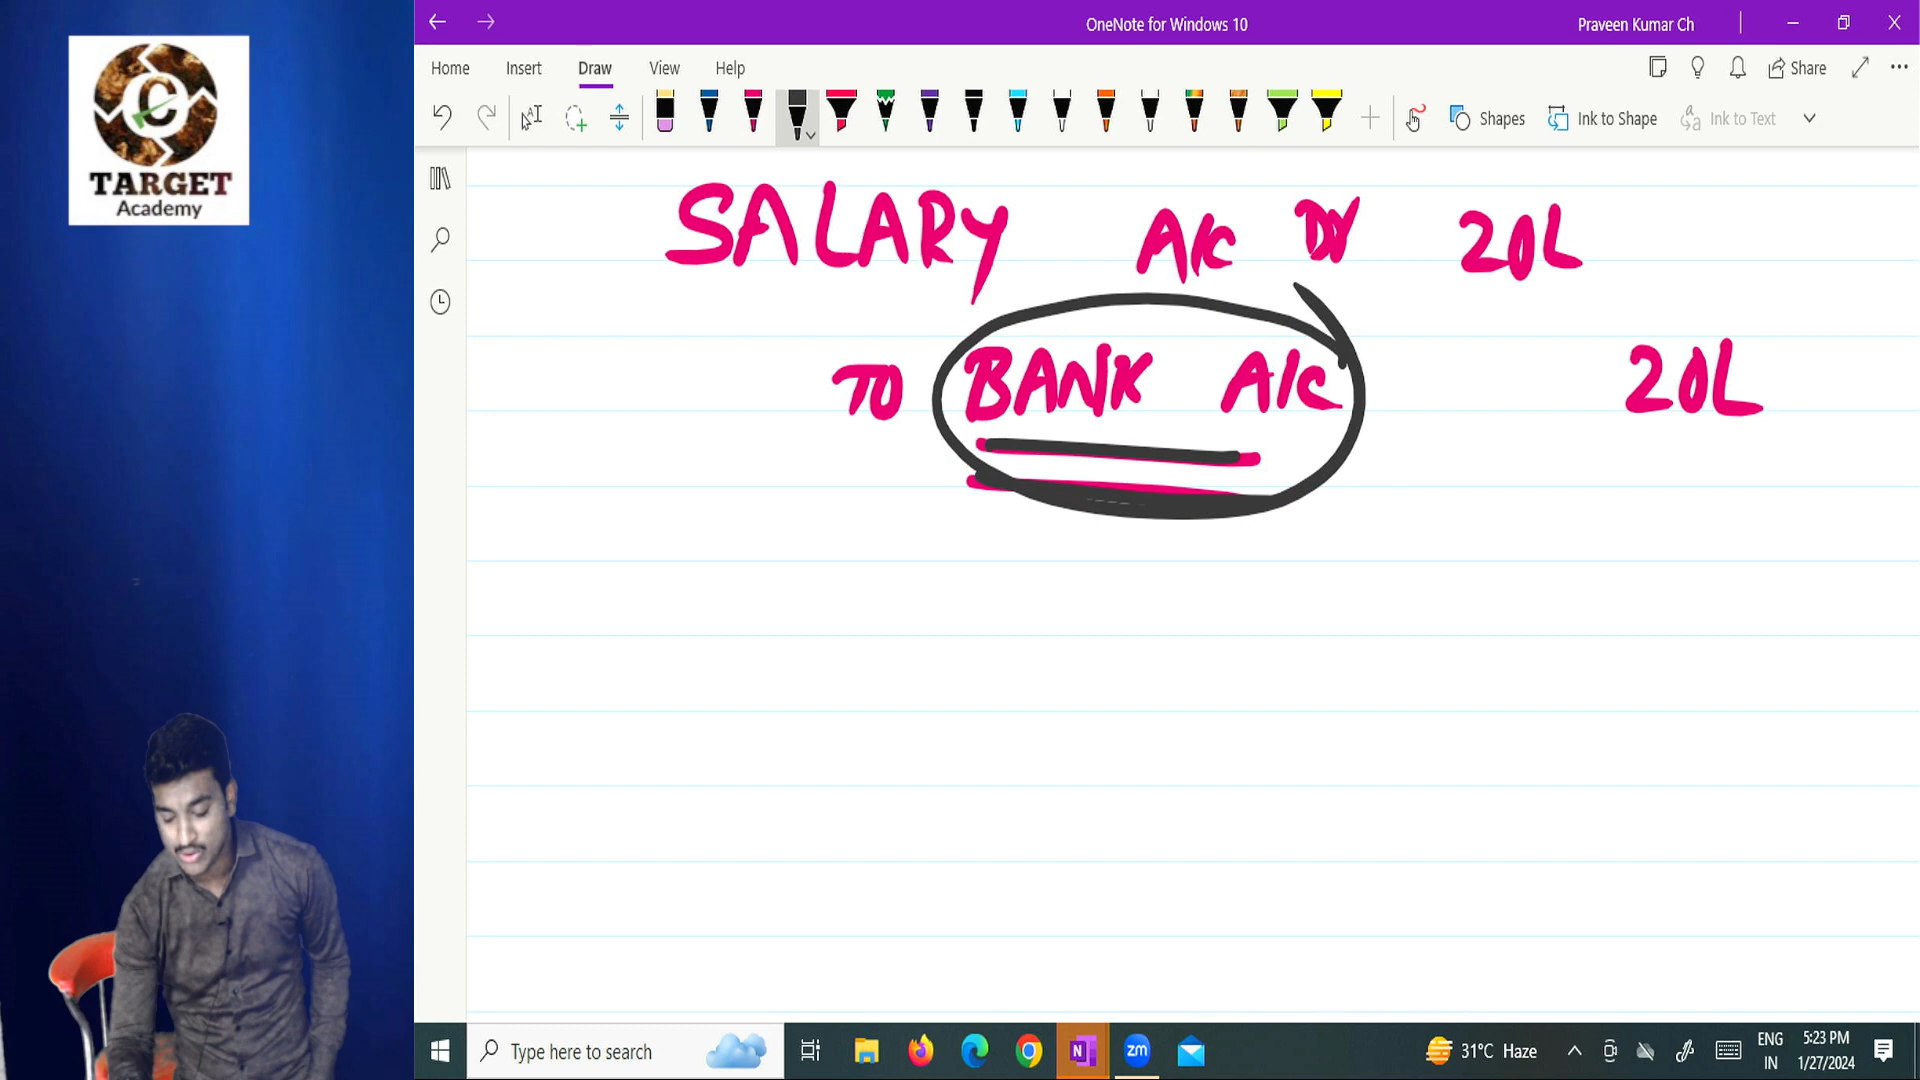 TARGET
Academy
OneNote for Windows 10
Praveen Kumar Ch
Home Insert Draw View Help
Share
Shapes
Ink to Shape
Ink to Text
SALARY A/c Dr 20L
TO BANK A/c 20L
Type here to search
31°C Haze
ENG
IN
5:23 PM
1/27/2024